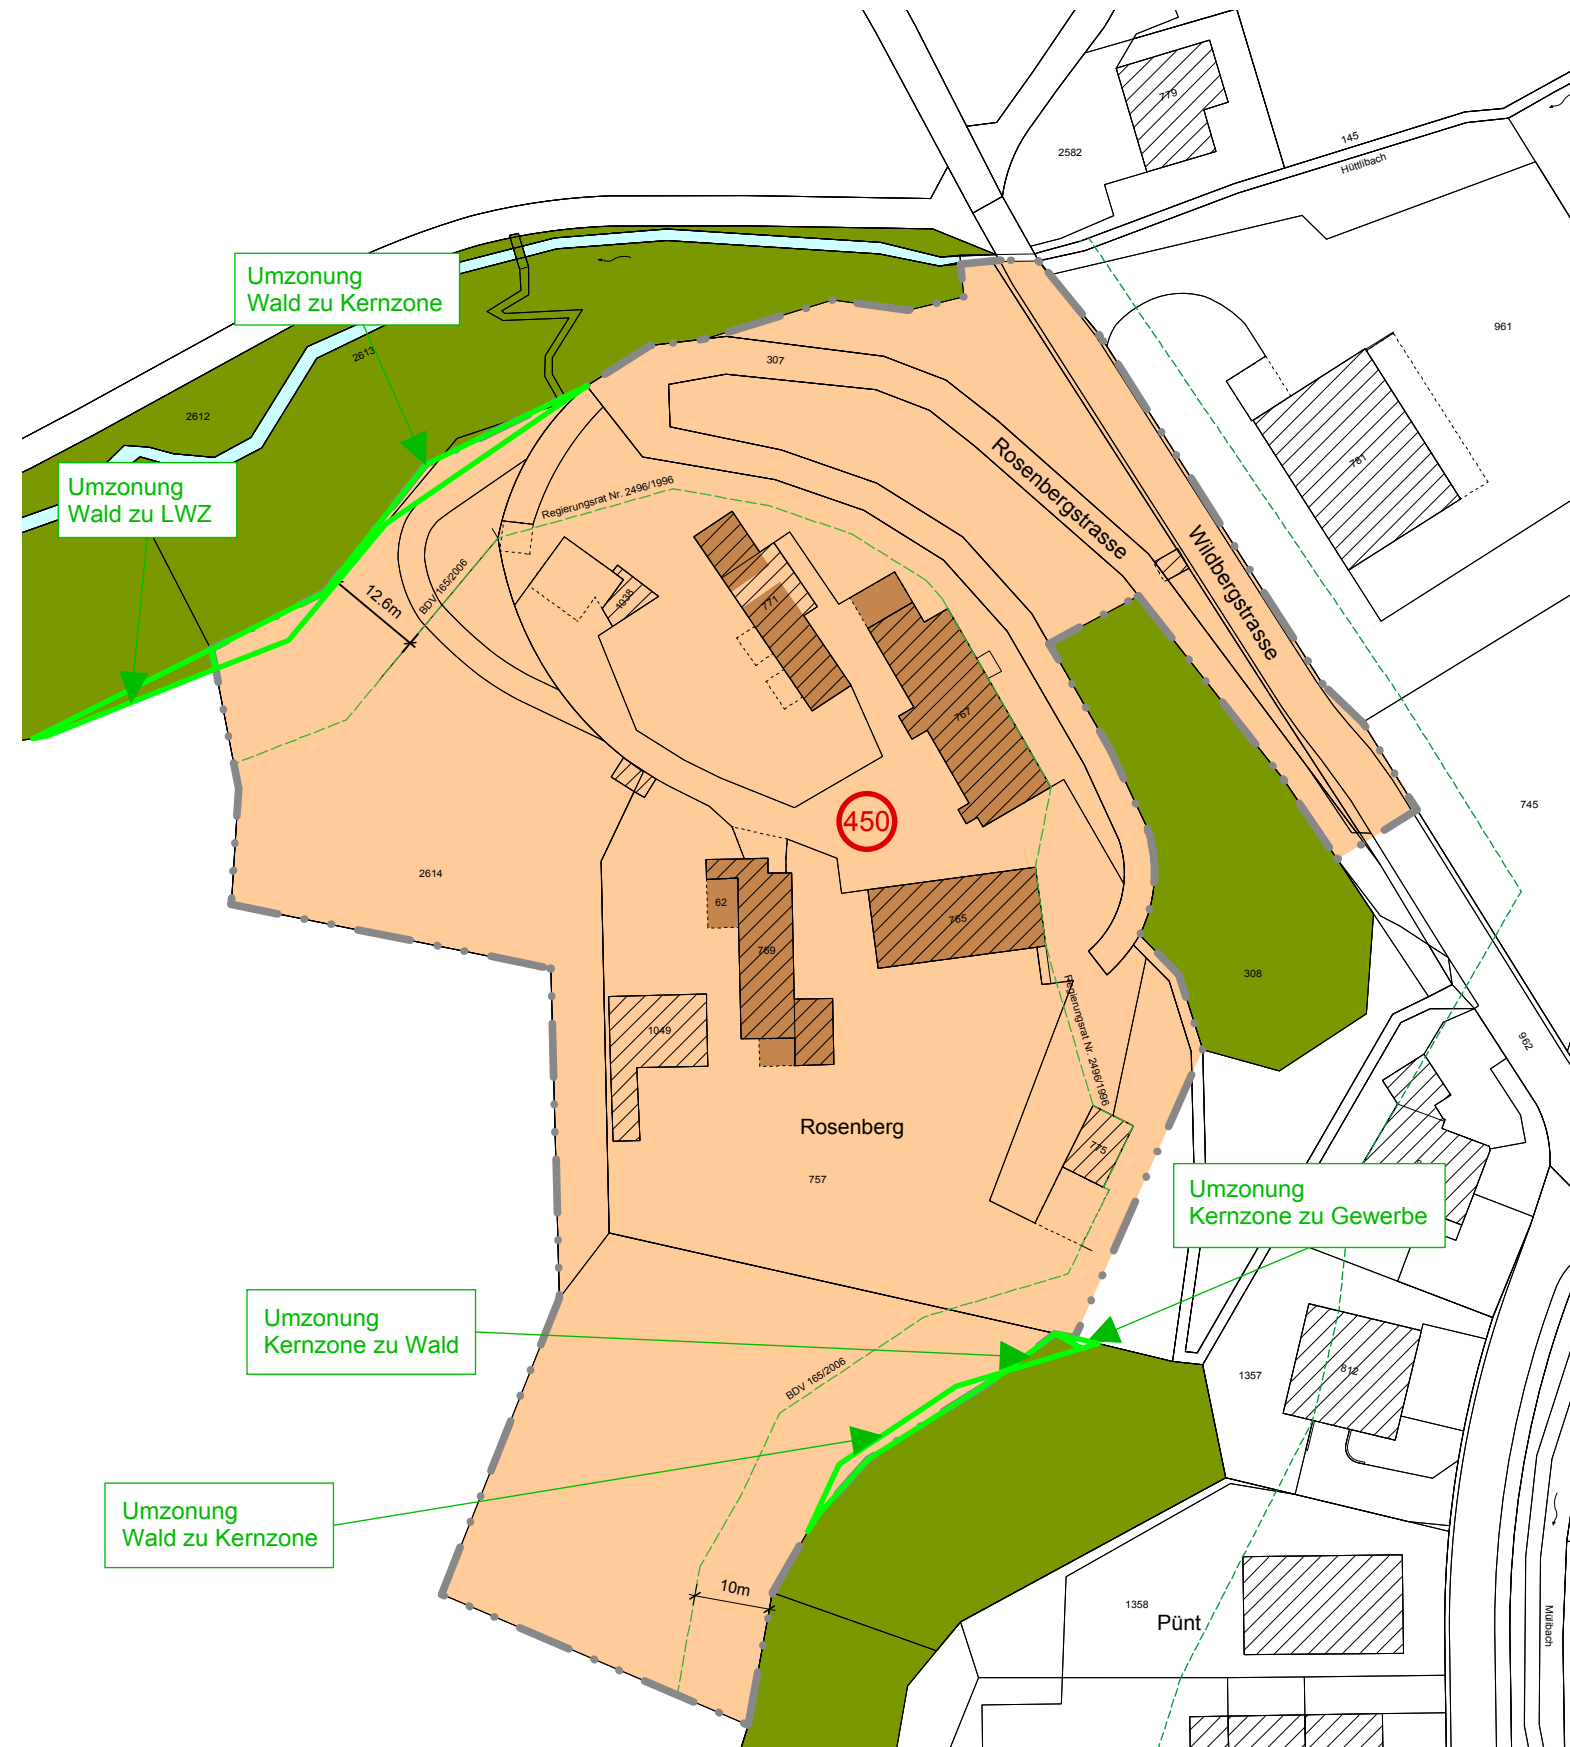 779
145
Hüttlibach
2582
Umzonung
Wald zu Kernzone
2613
961
307
2612
Rosenbergstrasse
761
Umzonung
Wald zu LWZ
Regierungsrat Nr. 2496/1996
Wildbergstrasse
BDV 165/2006
12.6m
1038
771
767
745
450
2614
62
765
769
308
Regierungsrat Nr. 2496/1996
1049
962
Rosenberg
775
757
Umzonung
Kernzone zu Gewerbe
Umzonung
Kernzone zu Wald
BDV 165/2006
1357
812
Umzonung
Wald zu Kernzone
10m
1358
Pünt
Mülibach